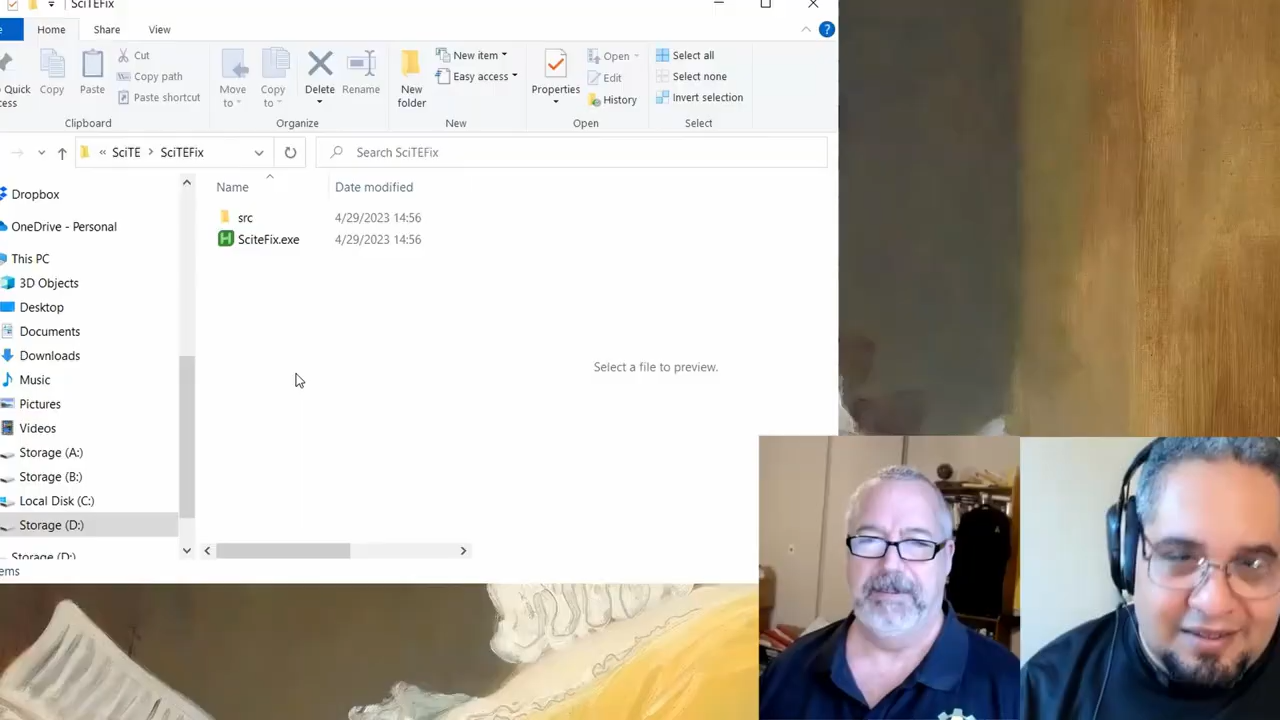 SciTEFix
Home Share View
Cut
Copy path
Paste shortcut
Quick
Copy
Paste
Move
to
Copy
to
Delete
Rename
New
folder
New item
Easy access
Properties
Open
Edit
History
Select all
Select none
Invert selection
Clipboard
Organize
New
Open
Select
« SciTE > SciTEFix
Search SciTEFix
Name Date modified
src 4/29/2023 14:56
SciteFix.exe 4/29/2023 14:56
Select a file to preview.
Dropbox
OneDrive - Personal
This PC
3D Objects
Desktop
Documents
Downloads
Music
Pictures
Videos
Storage (A:)
Storage (B:)
Local Disk (C:)
Storage (D:)
Storage (D:)